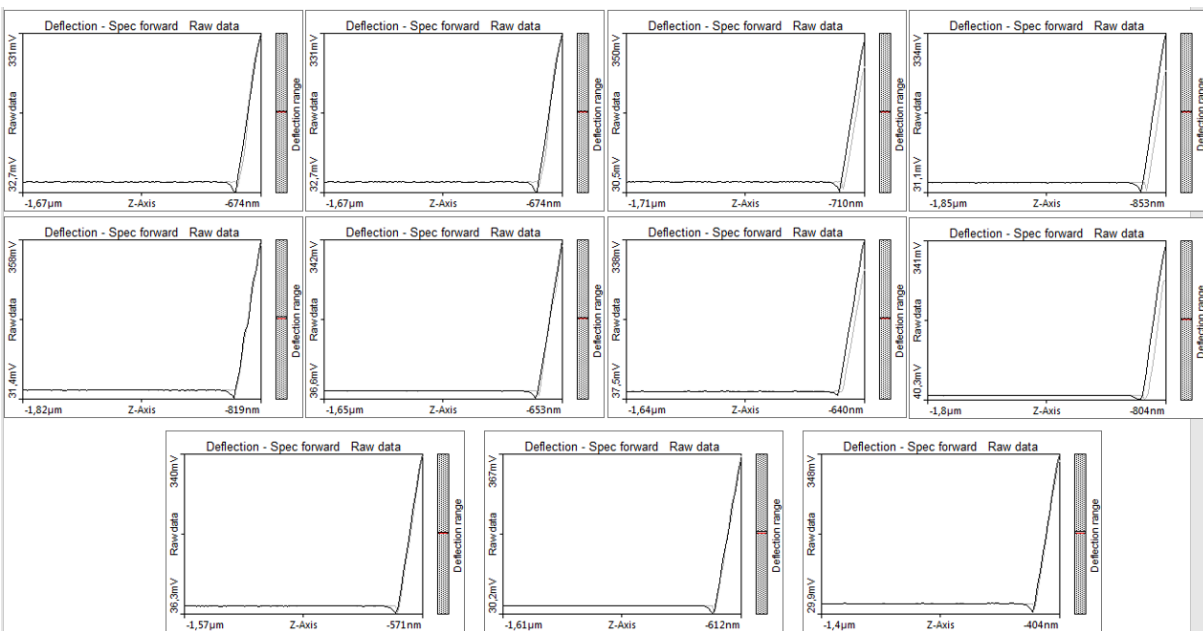 Deflection - Spec forward Raw data
331mV
Raw data
32,7mV
-1,67µm Z-Axis -674nm
Deflection range
Deflection - Spec forward Raw data
331mV
Raw data
32,7mV
-1,67µm Z-Axis -674nm
Deflection range
Deflection - Spec forward Raw data
350mV
Raw data
30,5mV
-1,71µm Z-Axis -710nm
Deflection range
Deflection - Spec forward Raw data
334mV
Raw data
31,1mV
-1,85µm Z-Axis -853nm
Deflection range
Deflection - Spec forward Raw data
358mV
Raw data
31,4mV
-1,82µm Z-Axis -819nm
Deflection range
Deflection - Spec forward Raw data
342mV
Raw data
36,6mV
-1,65µm Z-Axis -653nm
Deflection range
Deflection - Spec forward Raw data
338mV
Raw data
37,5mV
-1,64µm Z-Axis -640nm
Deflection range
Deflection - Spec forward Raw data
341mV
Raw data
40,3mV
-1,8µm Z-Axis -804nm
Deflection range
Deflection - Spec forward Raw data
340mV
Raw data
36,3mV
-1,57µm Z-Axis -571nm
Deflection range
Deflection - Spec forward Raw data
367mV
Raw data
30,2mV
-1,61µm Z-Axis -612nm
Deflection range
Deflection - Spec forward Raw data
348mV
Raw data
29,9mV
-1,4µm Z-Axis -404nm
Deflection range